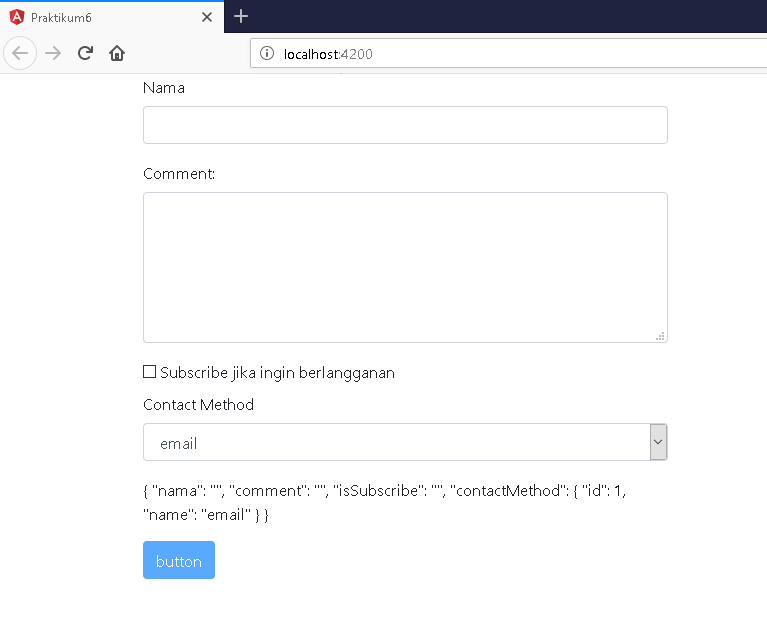 Praktikum6
localhost:4200
Nama
Comment:
Subscribe jika ingin berlangganan
Contact Method
email
{ "nama": "", "comment": "", "isSubscribe": "", "contactMethod": { "id": 1,
"name": "email" } }
button